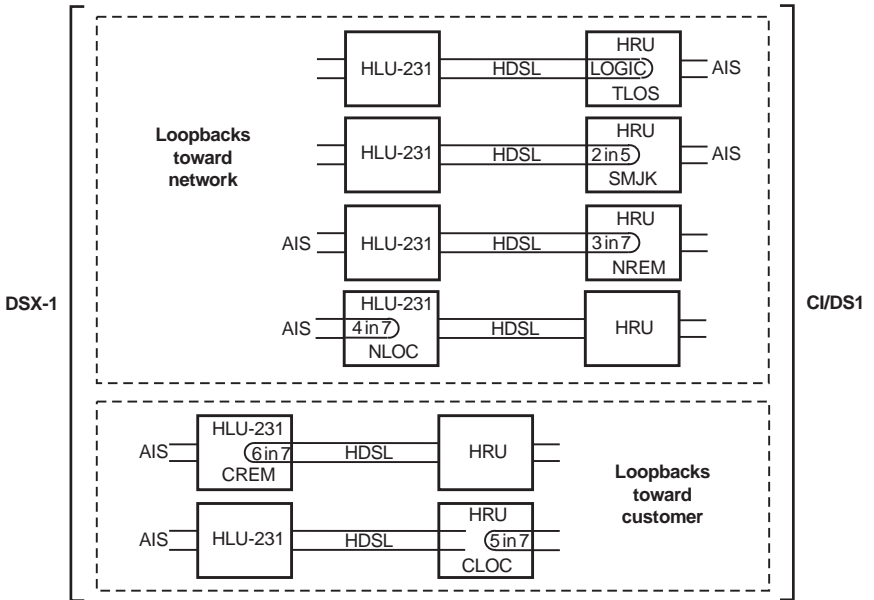 HRU
HLU-231 HDSL LOGIC AIS
TLOS
HRU
HLU-231 HDSL 2 in 5 AIS
SMJK
Loopbacks
toward
network
HRU
AIS HLU-231 HDSL 3 in 7
NREM
HLU-231
AIS 4 in 7 HDSL HRU
NLOC
DSX-1
CI/DS1
HLU-231
AIS 6 in 7 HDSL HRU
CREM
Loopbacks
toward
customer
HRU
AIS HLU-231 HDSL 5 in 7
CLOC